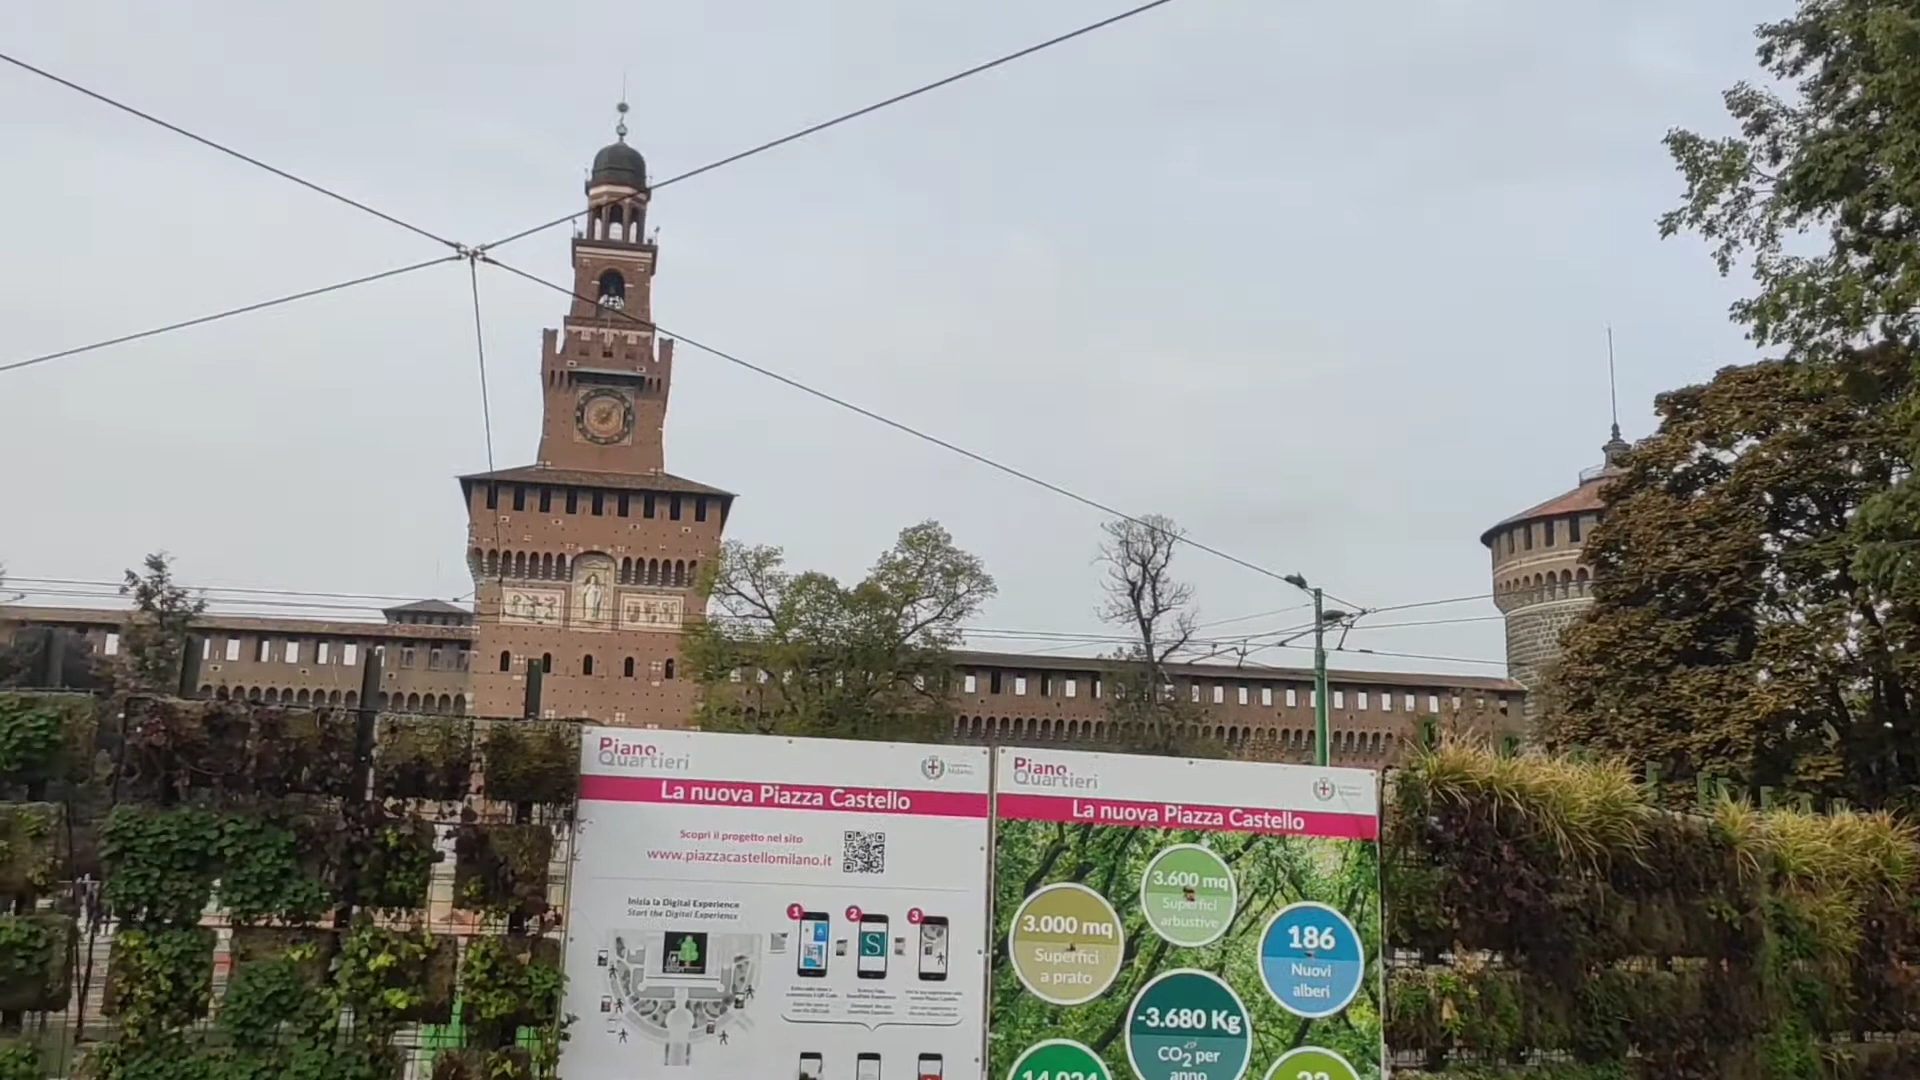 Piano
Quartieri
Milano
La nuova Piazza Castello
Scopri il progetto nel sito
www.piazzacastellomilano.it
Inizia la Digital Experience
Start the Digital Experience
1
2
3
S
Piano
Quartieri
Milano
La nuova Piazza Castello
3.600 mq
Superfici
arbustive
3.000 mq
Superfici
a prato
186
Nuovi
alberi
-3.680 Kg
CO2 per
anno